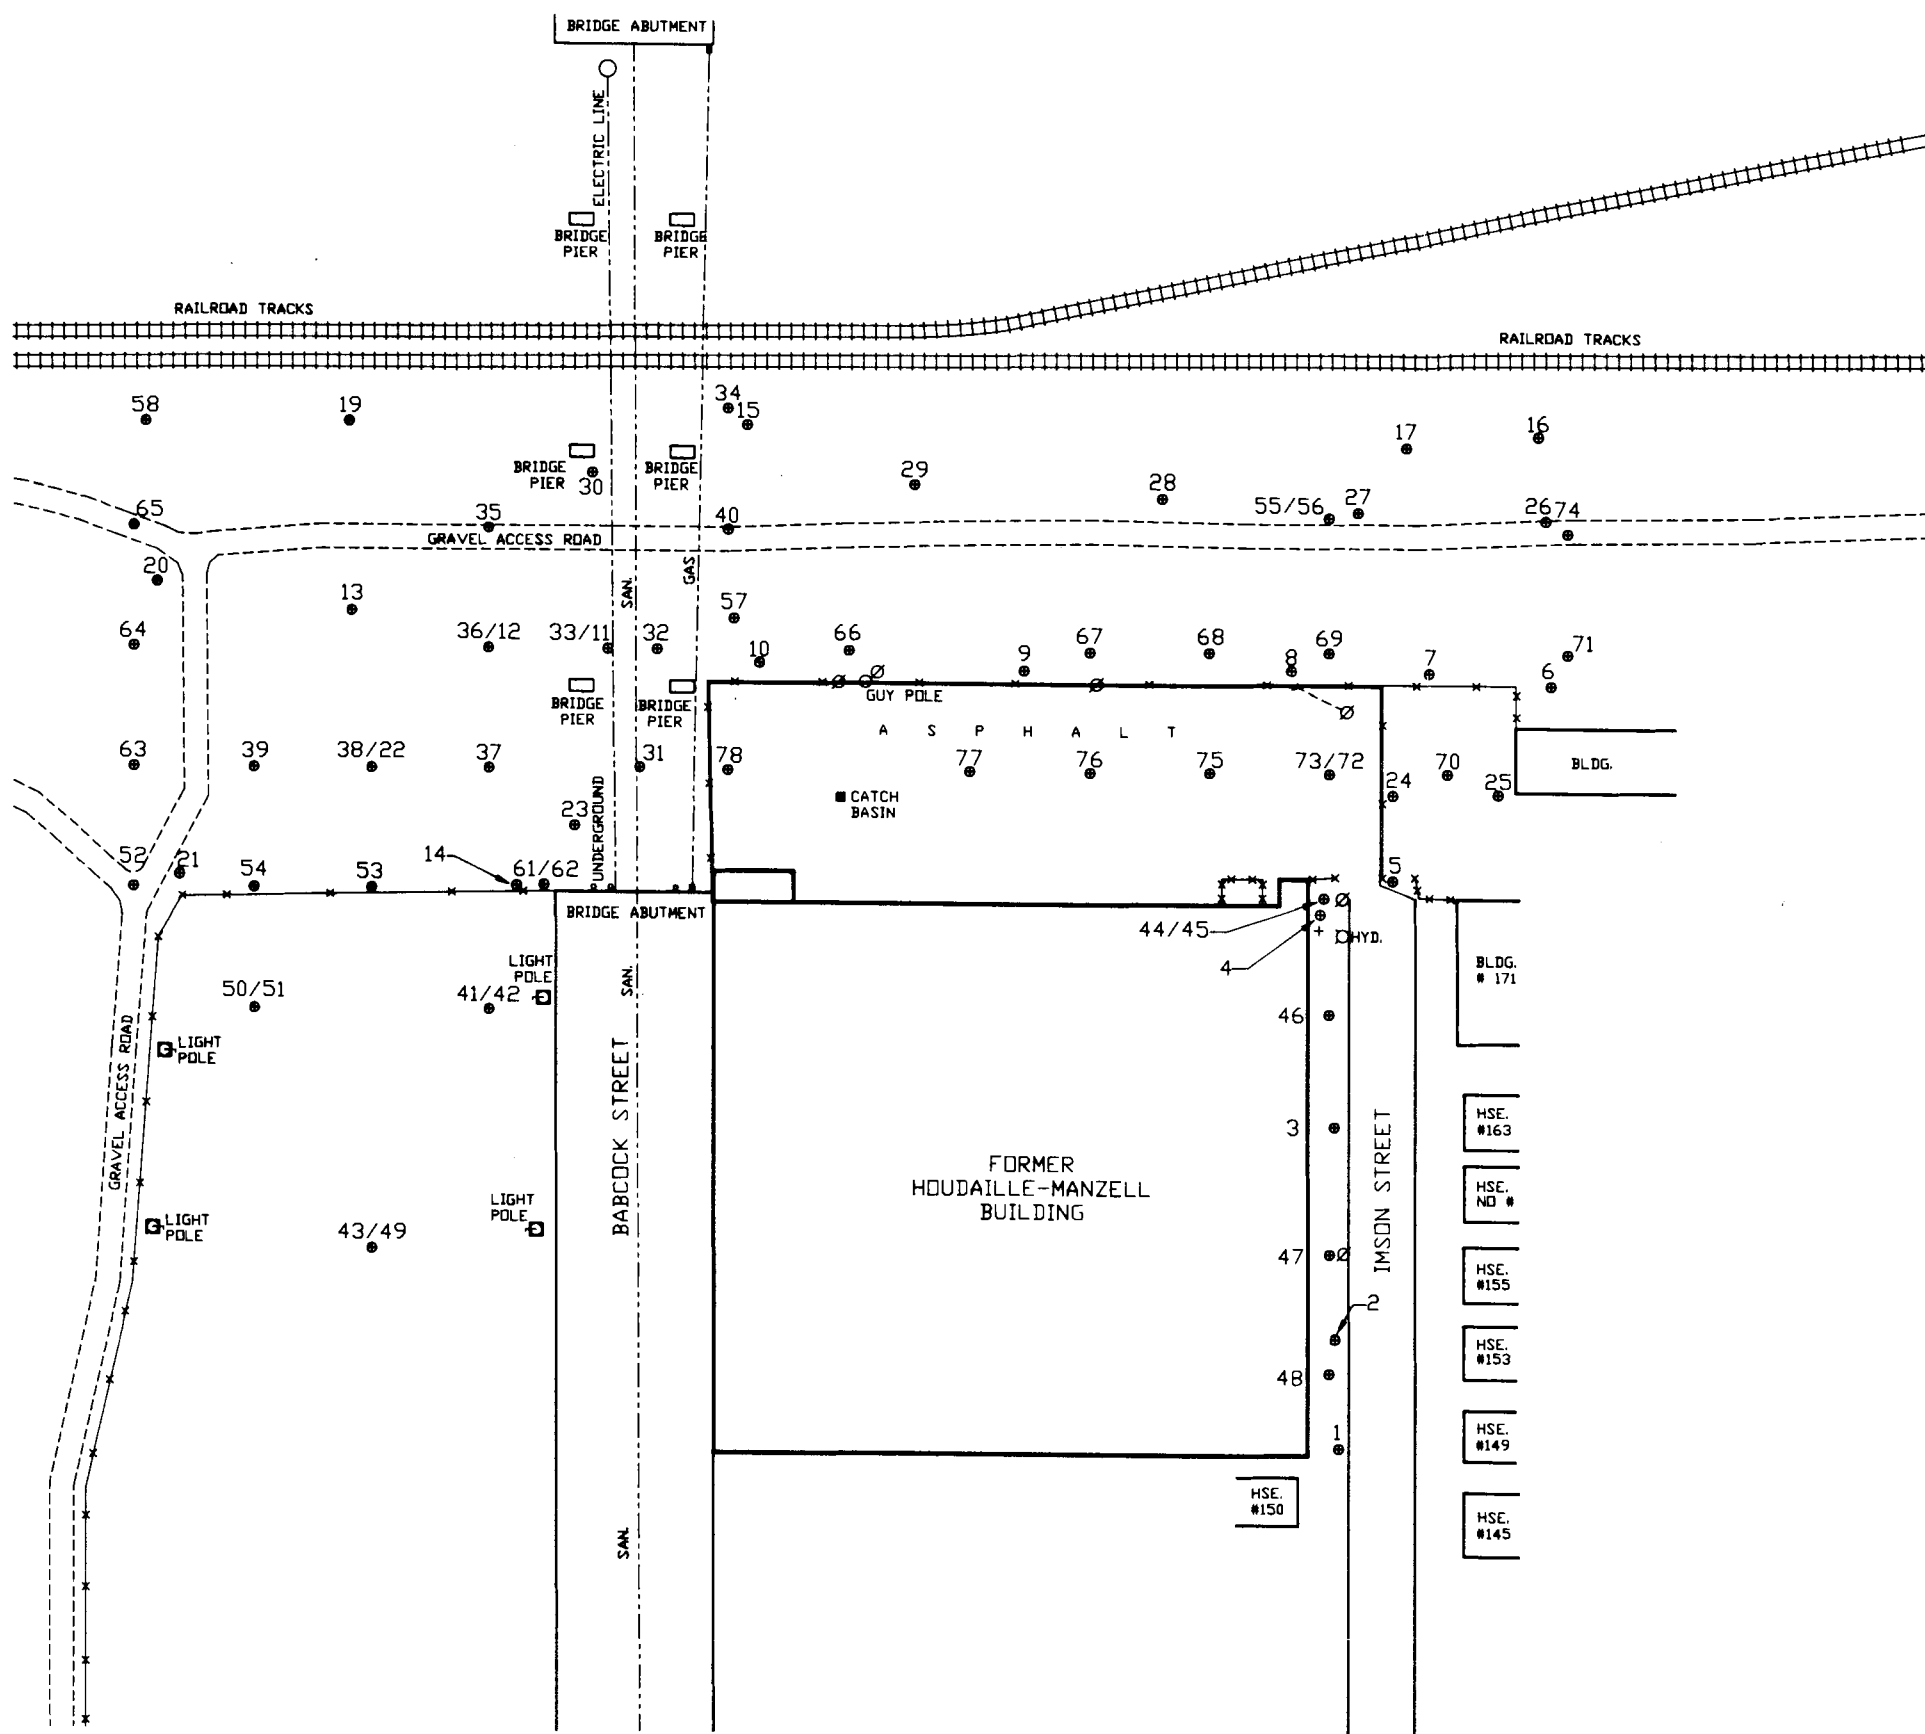 BRIDGE ABUTMENT
ELECTRIC LINE
BRIDGE
PIER
BRIDGE
PIER
RAILROAD TRACKS
RAILROAD TRACKS
58
19
34
15
17
16
BRIDGE
PIER
30
BRIDGE
PIER
29
28
55/56
27
26
74
65
35
40
GRAVEL ACCESS ROAD
20
13
SAN.
GAS
57
64
36/12
33/11
32
10
66
9
67
68
8
69
7
6
71
BRIDGE
PIER
BRIDGE
PIER
GUY POLE
ASPHALT
63
39
38/22
37
31
78
77
76
75
73/72
24
70
25
BLDG.
CATCH
BASIN
23
UNDERGROUND
52
21
54
53
14
61/62
5
BRIDGE ABUTMENT
44/45
4
HYD.
BLDG.
# 171
LIGHT
POLE
SAN.
50/51
41/42
46
LIGHT
POLE
GRAVEL ACCESS ROAD
BABCOCK STREET
3
IMSON STREET
HSE.
#163
FORMER
HOUDAILLE-MANZELL
BUILDING
HSE.
NO #
LIGHT
POLE
LIGHT
POLE
43/49
47
HSE.
#155
2
48
HSE.
#153
1
HSE.
#149
HSE.
#150
HSE.
#145
SAN.